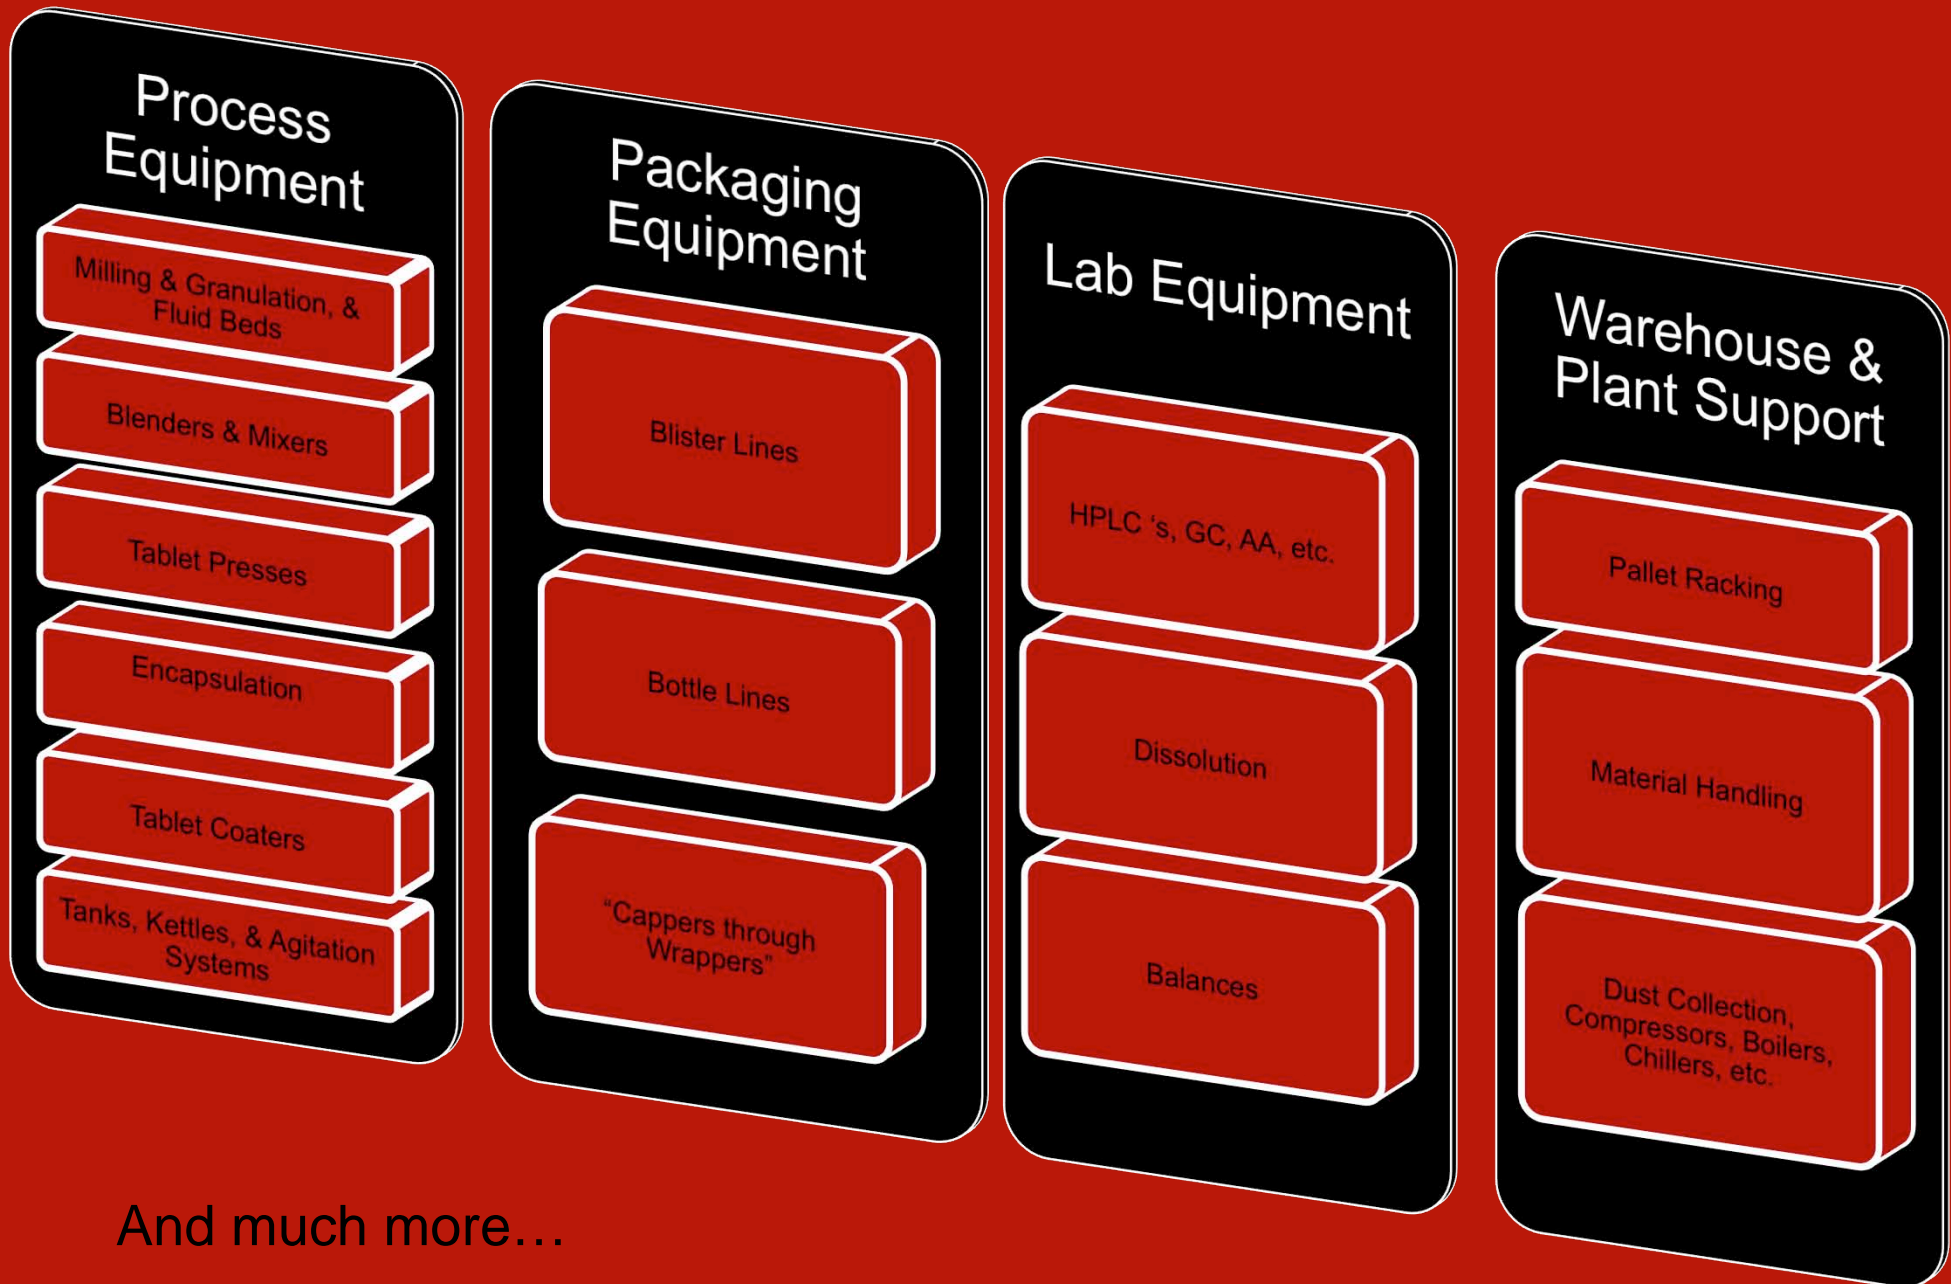 Process
Equipment
Milling & Granulation, &
Fluid Beds
Blenders & Mixers
Tablet Presses
Encapsulation
Tablet Coaters
Tanks, Kettles, & Agitation
Systems
Packaging
Equipment
Blister Lines
Bottle Lines
“Cappers through
Wrappers”
Lab Equipment
HPLC ‘s, GC, AA, etc.
Dissolution
Balances
Warehouse &
Plant Support
Pallet Racking
Material Handling
Dust Collection,
Compressors, Boilers,
Chillers, etc.
And much more…